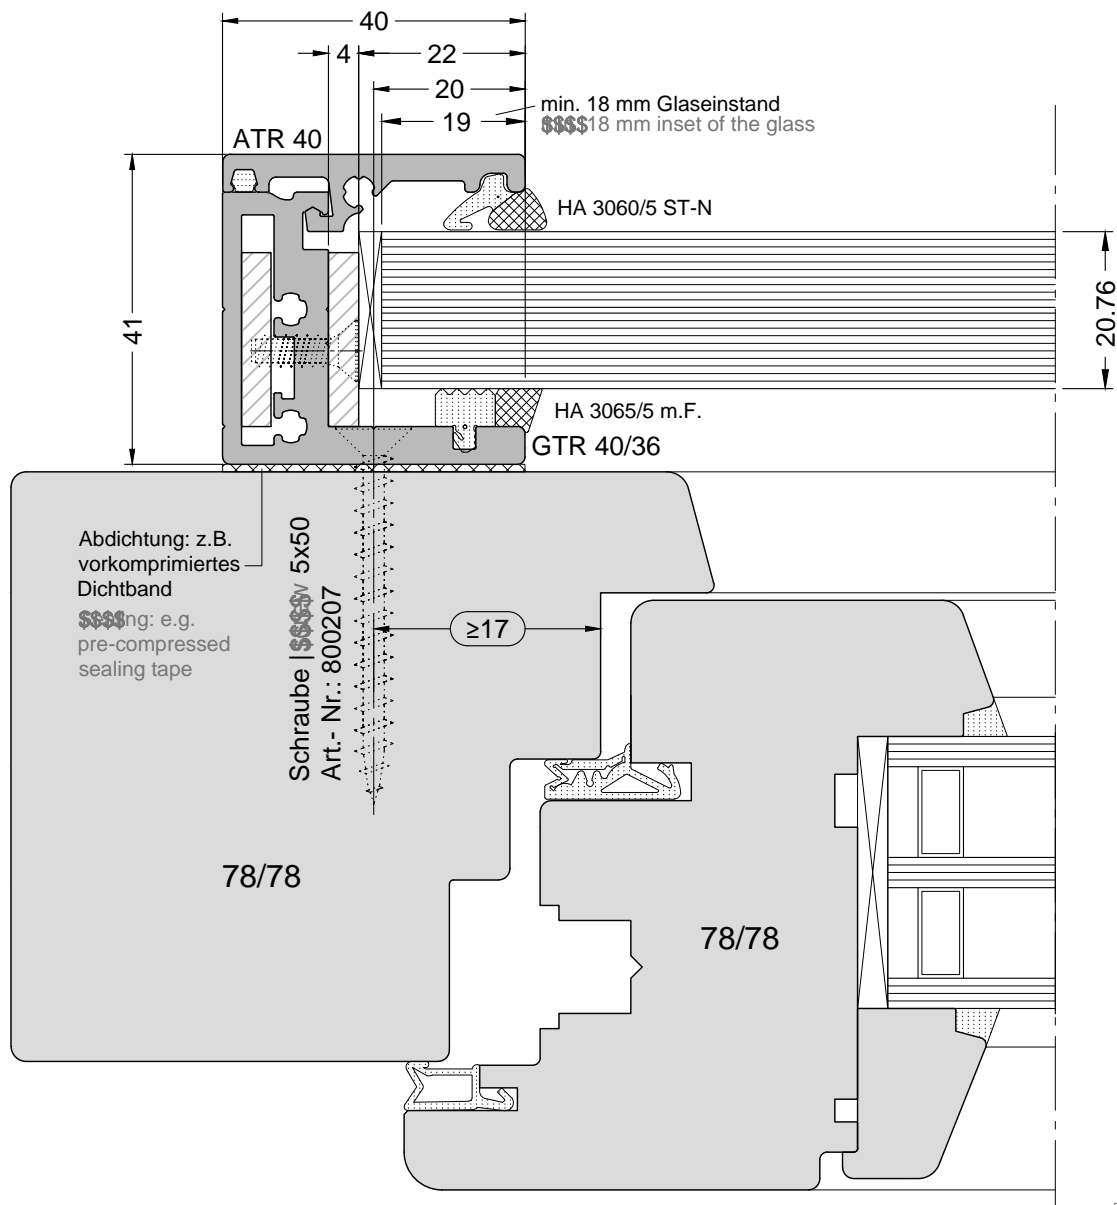 40
4
22
20
19
min. 18 mm Glaseinstand
18 mm inset of the glass
ATR 40
HA 3060/5 ST-N
41
20.76
HA 3065/5 m.F.
GTR 40/36
Abdichtung: z.B.
vorkomprimiertes
Dichtband
e.g.
pre-compressed
sealing tape
Schraube | 5x50
Art.- Nr.: 800207
≥17
78/78
78/78